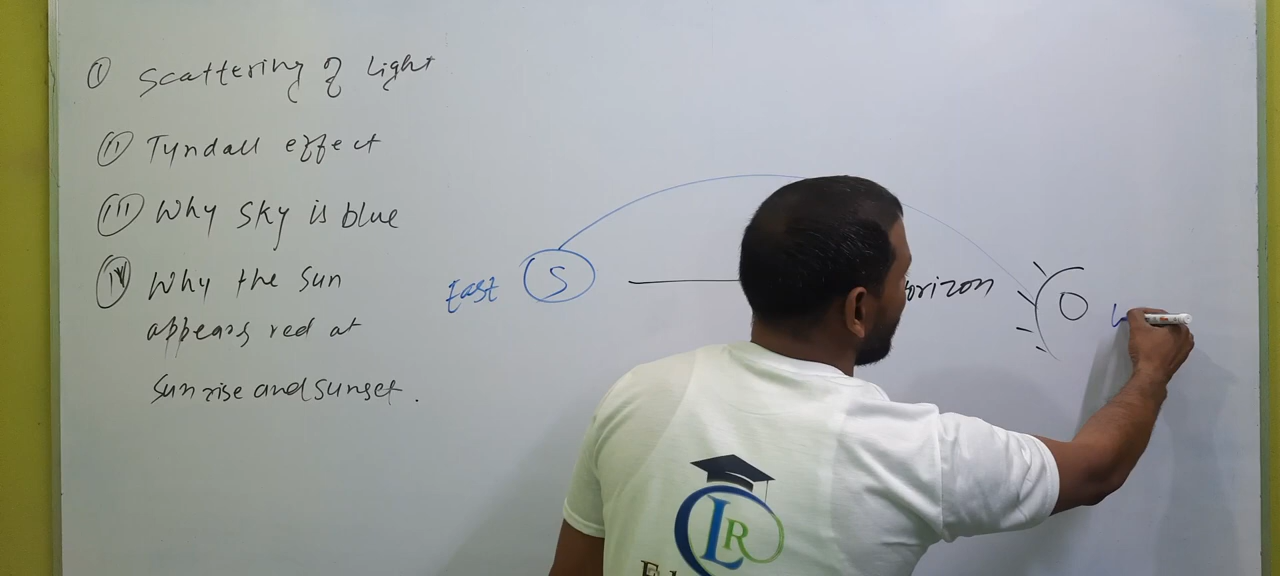 (i) Scattering of Light
(ii) Tyndall effect
(iii) Why sky is blue
(iv) Why the sun
appears red at
sunrise and sunset.
East
S
orizon
O
LR